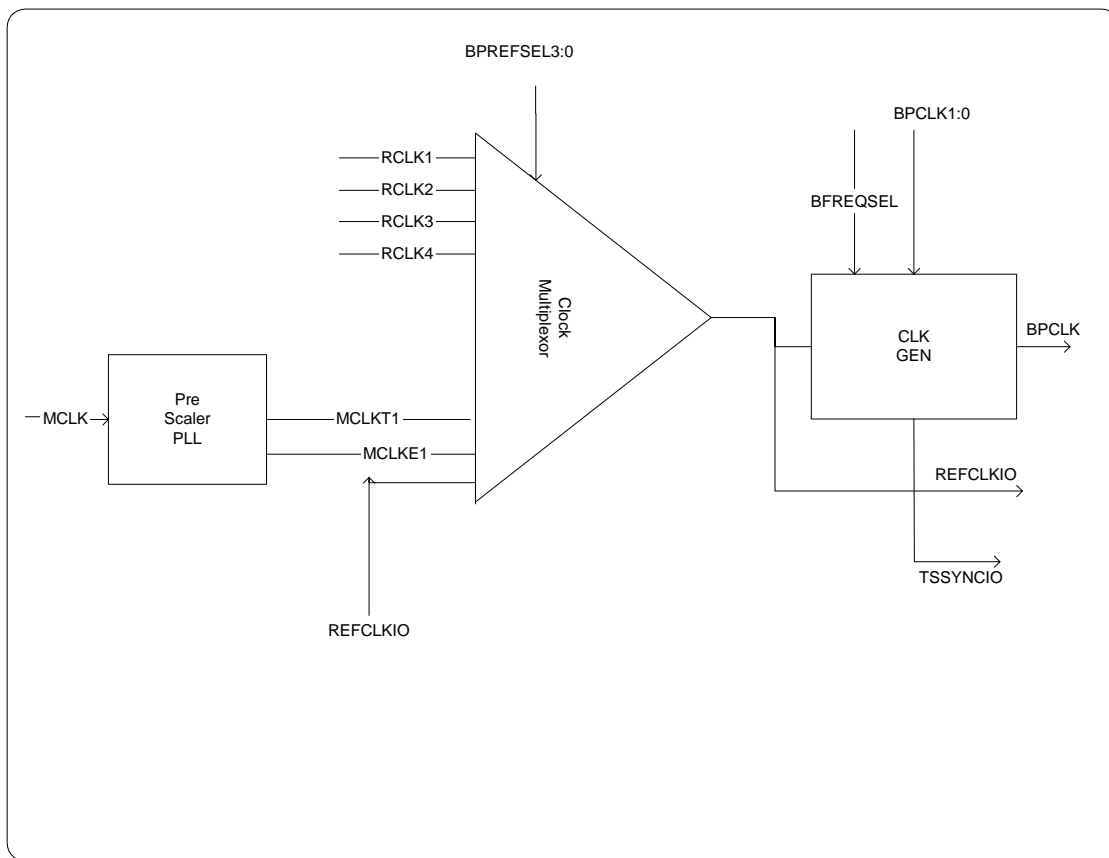 BPREFSEL3:0
BPCLK1:0
RCLK1
RCLK2
RCLK3
RCLK4
BFREQSEL
Clock
Multiplexor
CLK
GEN
BPCLK
Pre
Scaler
PLL
MCLK
MCLKT1
MCLKE1
REFCLKIO
TSSYNCIO
REFCLKIO